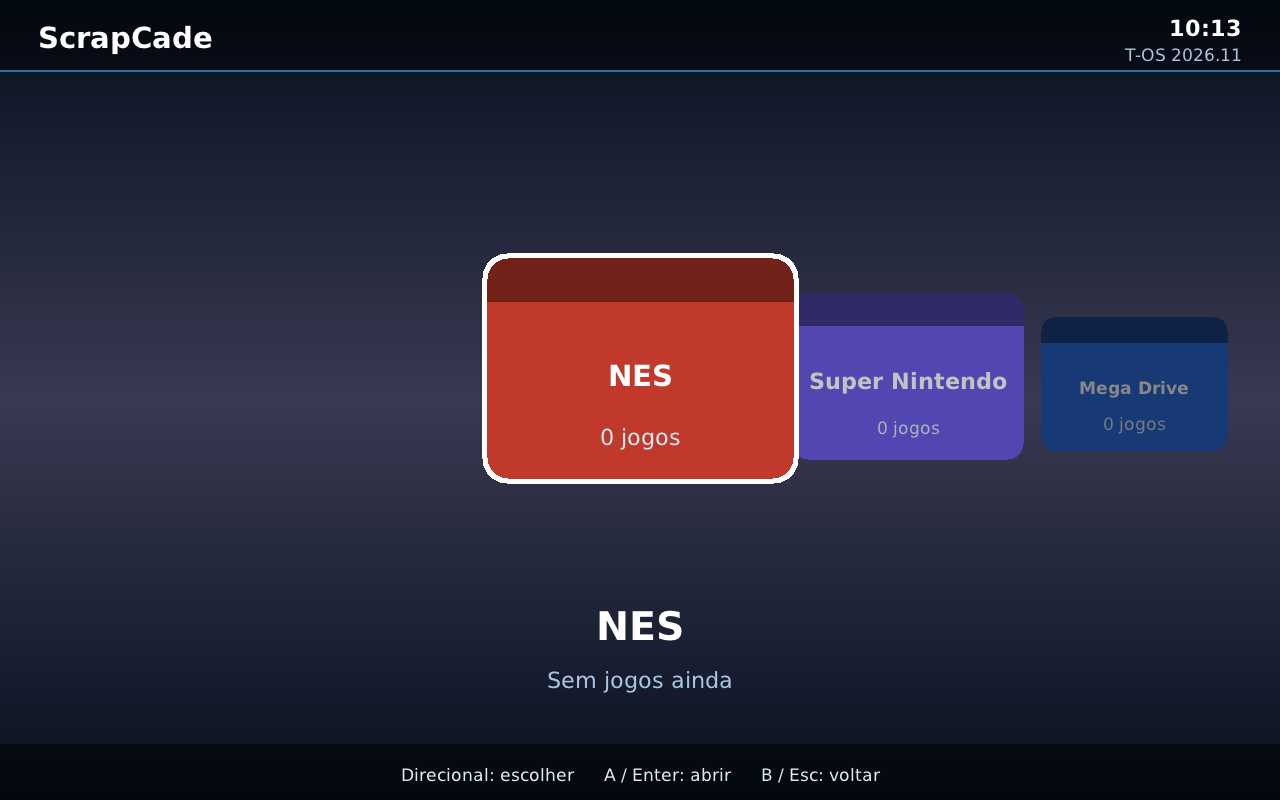 ScrapCade
10:13
T-OS 2026.11
NES
0 jogos
Super Nintendo
0 jogos
Mega Drive
0 jogos
NES
Sem jogos ainda
Direcional: escolher A / Enter: abrir B / Esc: voltar